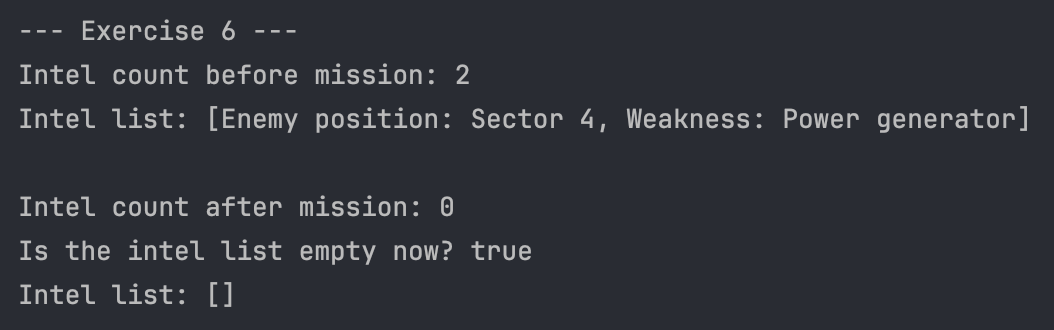 --- Exercise 6 ---
Intel count before mission: 2
Intel list: [Enemy position: Sector 4, Weakness: Power generator]
Intel count after mission: 0
Is the intel list empty now? true
Intel list: []